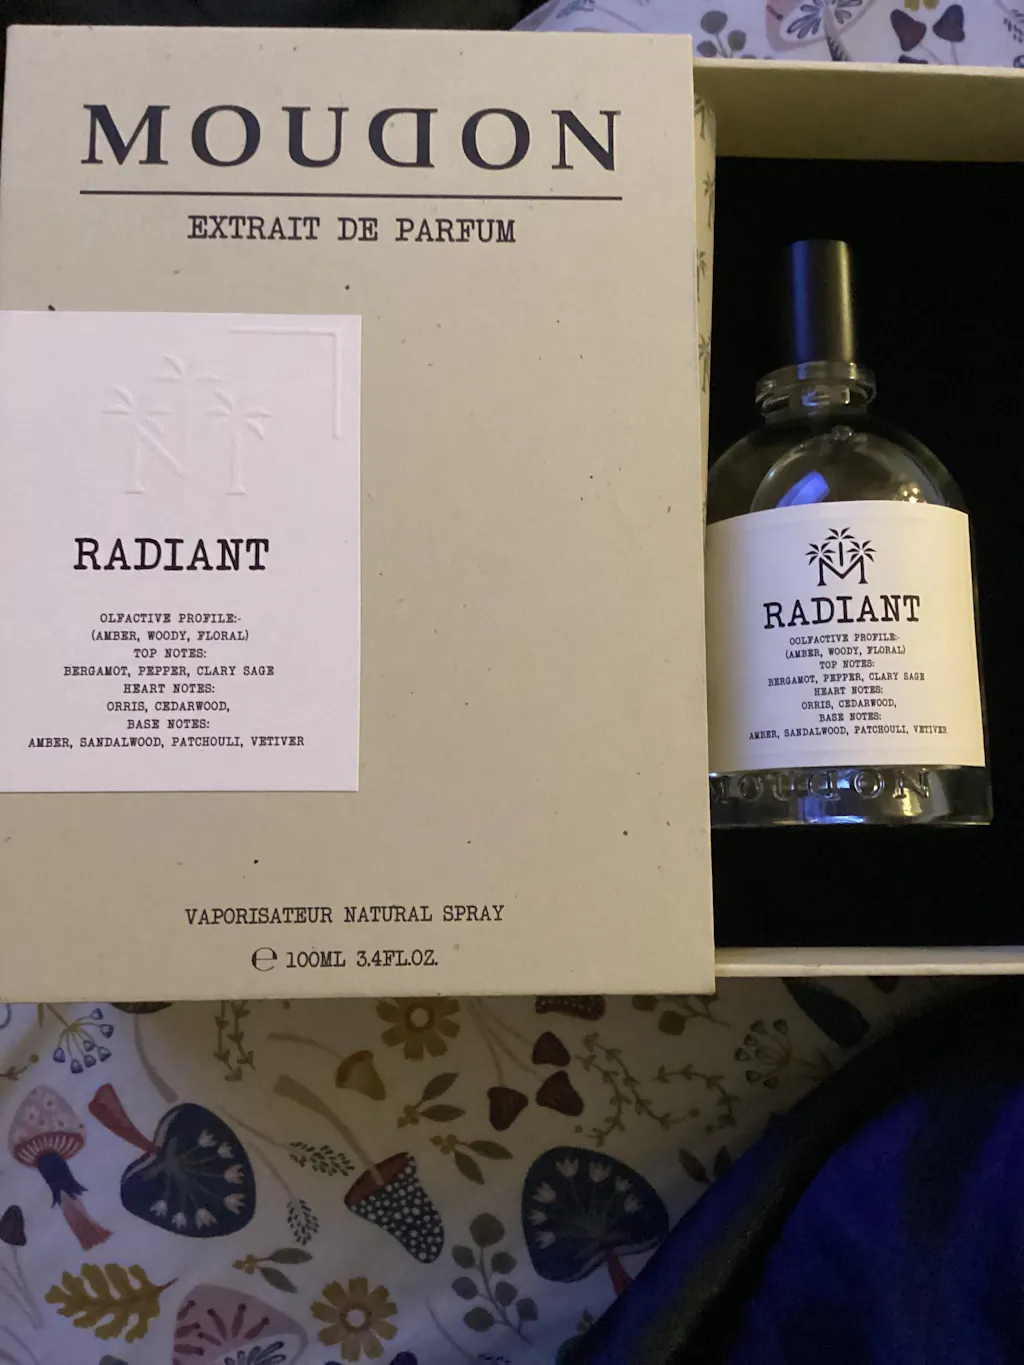 MOUDON
EXTRAIT DE PARFUM
RADIANT
OLFACTIVE PROFILE:-
(AMBER, WOODY, FLORAL)
TOP NOTES:
BERGAMOT, PEPPER, CLARY SAGE
HEART NOTES:
ORRIS, CEDARWOOD,
BASE NOTES:
AMBER, SANDALWOOD, PATCHOULI, VETIVER
VAPORISATEUR NATURAL SPRAY
℮ 100ML 3.4FL.OZ.
M
RADIANT
OOLFACTIVE PROFILE:-
(AMBER, WOODY, FLORAL)
TOP NOTES:
BERGAMOT, PEPPER, CLARY SAGE
HEART NOTES:
ORRIS, CEDARWOOD,
BASE NOTES:
AMBER, SANDALWOOD, PATCHOULI, VETIVER
MOUDON